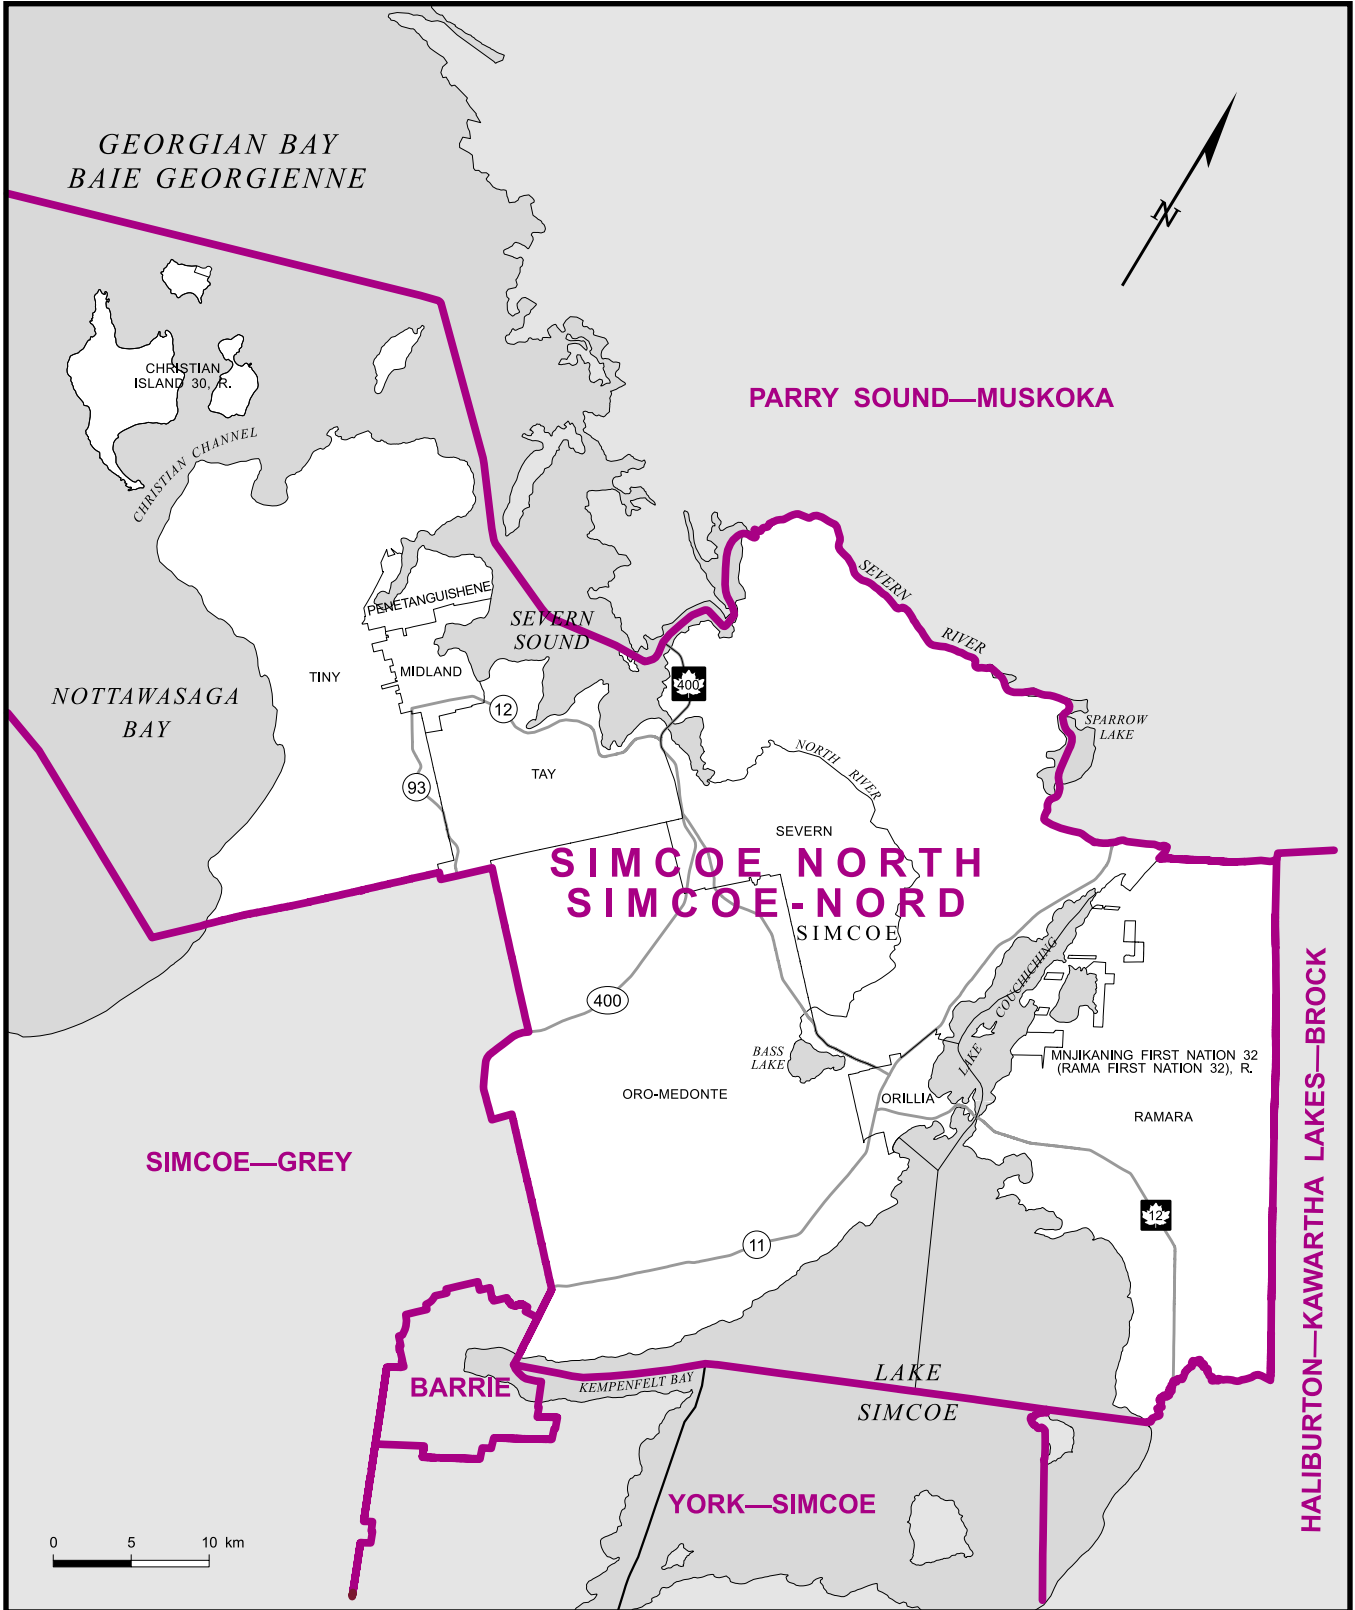 GEORGIAN BAY
BAIE GEORGIENNE
N
CHRISTIAN
ISLAND 30, R.
PARRY SOUND—MUSKOKA
CHRISTIAN CHANNEL
PENETANGUISHENE
SEVERN
RIVER
SEVERN
SOUND
TINY
MIDLAND
400
NOTTAWASAGA
BAY
12
SPARROW
LAKE
NORTH RIVER
TAY
93
SEVERN
SIMCOE NORTH
SIMCOE-NORD
SIMCOE
LAKE COUCHICHING
400
BASS
LAKE
MNJIKANING FIRST NATION 32
(RAMA FIRST NATION 32), R.
ORO-MEDONTE
ORILLIA
RAMARA
HALIBURTON—KAWARTHA LAKES—BROCK
SIMCOE—GREY
12
11
LAKE
SIMCOE
KEMPENFELT BAY
BARRIE
YORK—SIMCOE
0 5 10 km